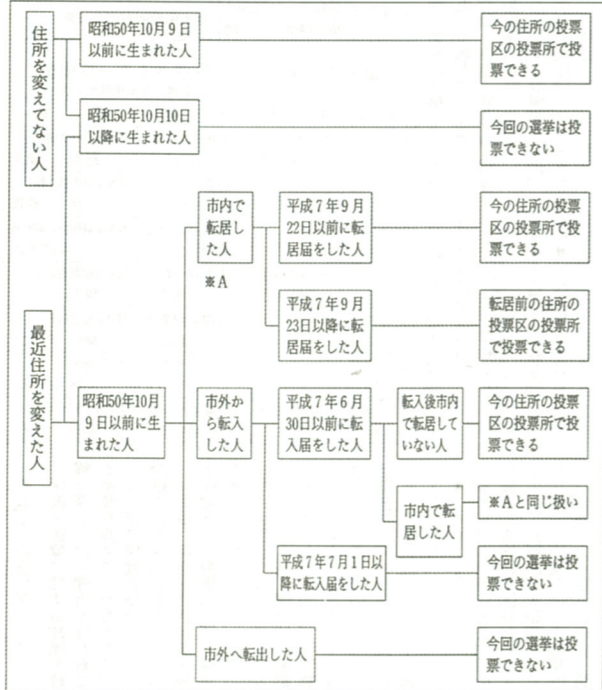 住所を変えてない人
昭和50年10月9日
以前に生まれた人
今の住所の投票
区の投票所で投
票できる
昭和50年10月10日
以降に生まれた人
今回の選挙は投
票できない
最近住所を変えた人
昭和50年10月
9日以前に生
まれた人
市内で
転居し
た人
※A
平成7年9月
22日以前に転
居届をした人
今の住所の投票
区の投票所で投
票できる
平成7年9月
23日以降に転
居届をした人
転居前の住所の
投票区の投票所
で投票できる
市外か
ら転入
した人
平成7年6月
30日以前に転
入届をした人
転入後市内
で転居して
いない人
今の住所の投票
区の投票所で投
票できる
市内で転
居した人
※Aと同じ扱い
平成7年7月1日以
降に転入届をした人
今回の選挙は投
票できない
市外へ転出した人
今回の選挙は投
票できない